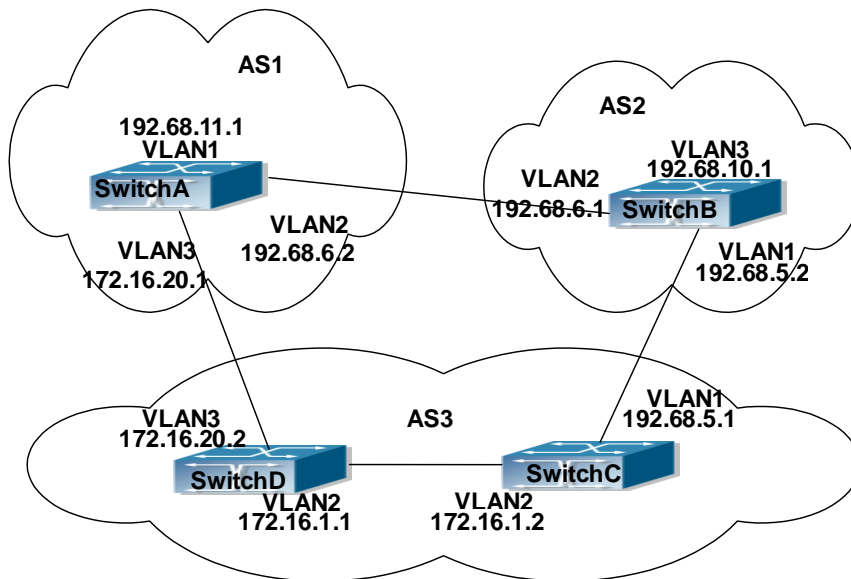 AS1
AS2
192.68.11.1
VLAN1
SwitchA
VLAN3
192.68.10.1
VLAN2
192.68.6.1
SwitchB
VLAN2
192.68.6.2
VLAN3
172.16.20.1
VLAN1
192.68.5.2
AS3
VLAN1
192.68.5.1
VLAN3
172.16.20.2
SwitchD
SwitchC
VLAN2
172.16.1.1
VLAN2
172.16.1.2